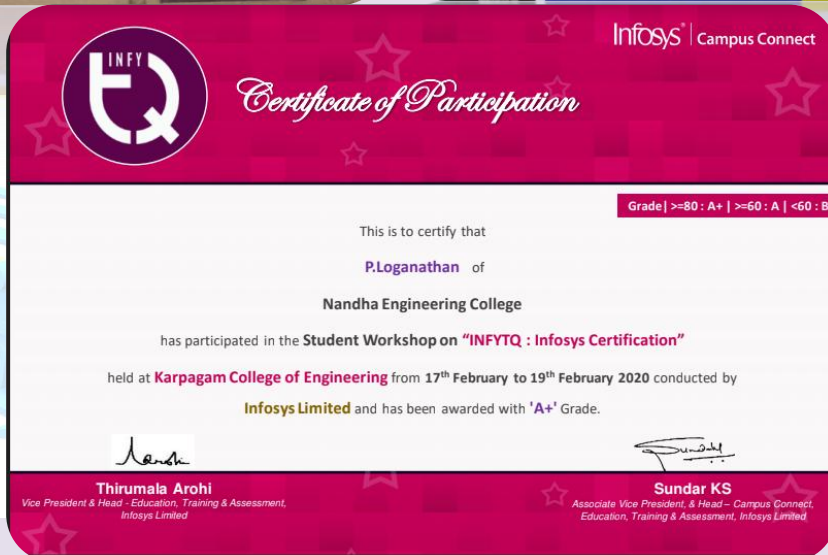 INFY
TQ
Infosys® | Campus Connect
Certificate of Participation
Grade| >=80 : A+ | >=60 : A | <60 : B
This is to certify that
P.Loganathan of
Nandha Engineering College
has participated in the Student Workshop on “INFYTQ : Infosys Certification”
held at Karpagam College of Engineering from 17th February to 19th February 2020 conducted by
Infosys Limited and has been awarded with 'A+' Grade.
Thirumala Arohi
Vice President & Head - Education, Training & Assessment,
Infosys Limited
Sundar KS
Associate Vice President, & Head – Campus Connect,
Education, Training & Assessment, Infosys Limited